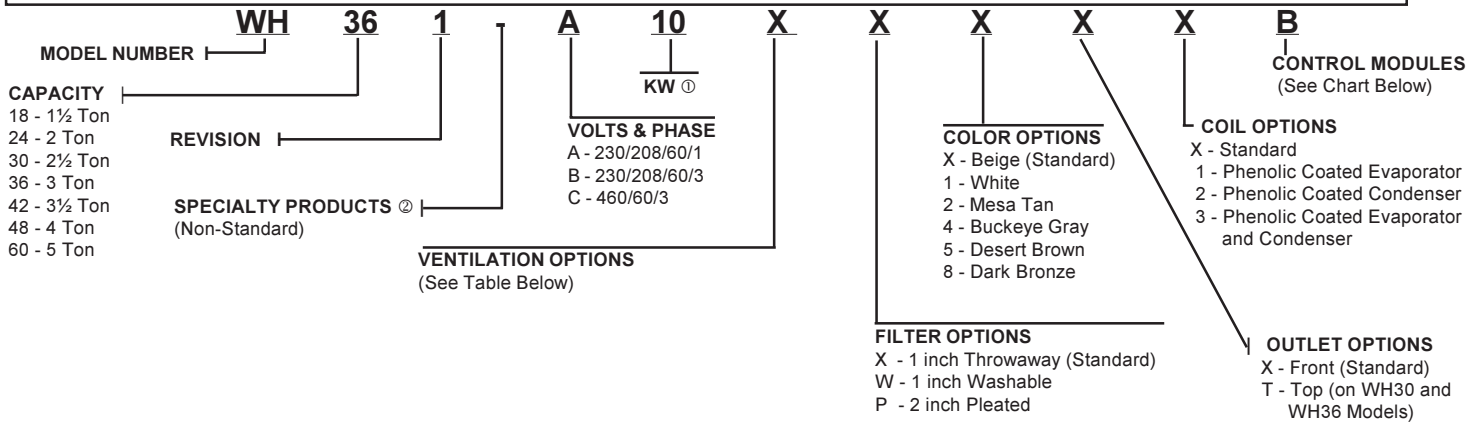 WH 36 1 - A 10 X X X X X B
MODEL NUMBER
CAPACITY
18 - 1½ Ton
24 - 2 Ton
30 - 2½ Ton
36 - 3 Ton
42 - 3½ Ton
48 - 4 Ton
60 - 5 Ton
REVISION
SPECIALTY PRODUCTS ②
(Non-Standard)
KW ①
VOLTS & PHASE
A - 230/208/60/1
B - 230/208/60/3
C - 460/60/3
VENTILATION OPTIONS
(See Table Below)
FILTER OPTIONS
X - 1 inch Throwaway (Standard)
W - 1 inch Washable
P - 2 inch Pleated
COLOR OPTIONS
X - Beige (Standard)
1 - White
2 - Mesa Tan
4 - Buckeye Gray
5 - Desert Brown
8 - Dark Bronze
OUTLET OPTIONS
X - Front (Standard)
T - Top (on WH30 and
WH36 Models)
COIL OPTIONS
X - Standard
1 - Phenolic Coated Evaporator
2 - Phenolic Coated Condenser
3 - Phenolic Coated Evaporator
and Condenser
CONTROL MODULES
(See Chart Below)